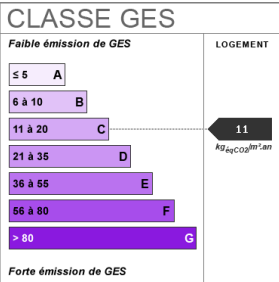 CLASSE GES
Faible émission de GES
LOGEMENT
≤ 5 A
6 à 10 B
11 à 20 C
11
kgéqCO2/m².an
21 à 35 D
36 à 55 E
56 à 80 F
> 80 G
Forte émission de GES